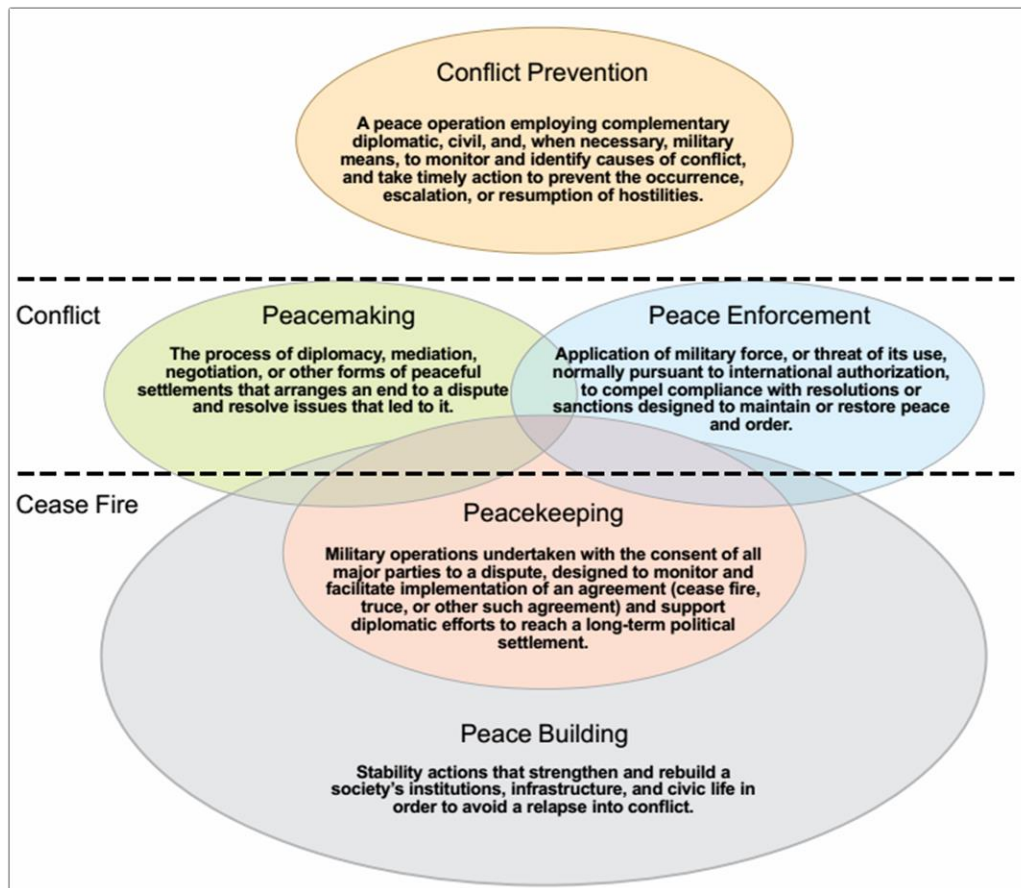 Conflict Prevention
A peace operation employing complementary
diplomatic, civil, and, when necessary, military
means, to monitor and identify causes of conflict,
and take timely action to prevent the occurrence,
escalation, or resumption of hostilities.
Conflict
Peacemaking
The process of diplomacy, mediation,
negotiation, or other forms of peaceful
settlements that arranges an end to a dispute
and resolve issues that led to it.
Peace Enforcement
Application of military force, or threat of its use,
normally pursuant to international authorization,
to compel compliance with resolutions or
sanctions designed to maintain or restore peace
and order.
Cease Fire
Peacekeeping
Military operations undertaken with the consent of all
major parties to a dispute, designed to monitor and
facilitate implementation of an agreement (cease fire,
truce, or other such agreement) and support
diplomatic efforts to reach a long-term political
settlement.
Peace Building
Stability actions that strengthen and rebuild a
society's institutions, infrastructure, and civic life in
order to avoid a relapse into conflict.